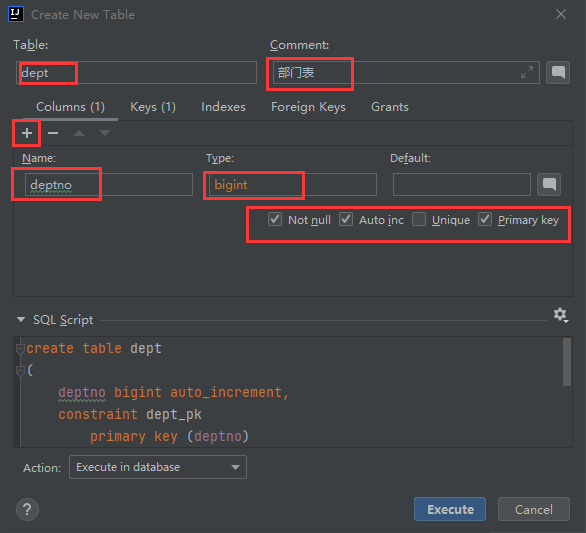 Create New Table
Table:
Comment:
dept
部门表
Columns (1) Keys (1) Indexes Foreign Keys Grants
Name: Type: Default:
deptno bigint
Not null Auto inc Unique Primary key
SQL Script
create table dept
(
deptno bigint auto_increment,
constraint dept_pk
primary key (deptno)
Action: Execute in database
? Execute Cancel